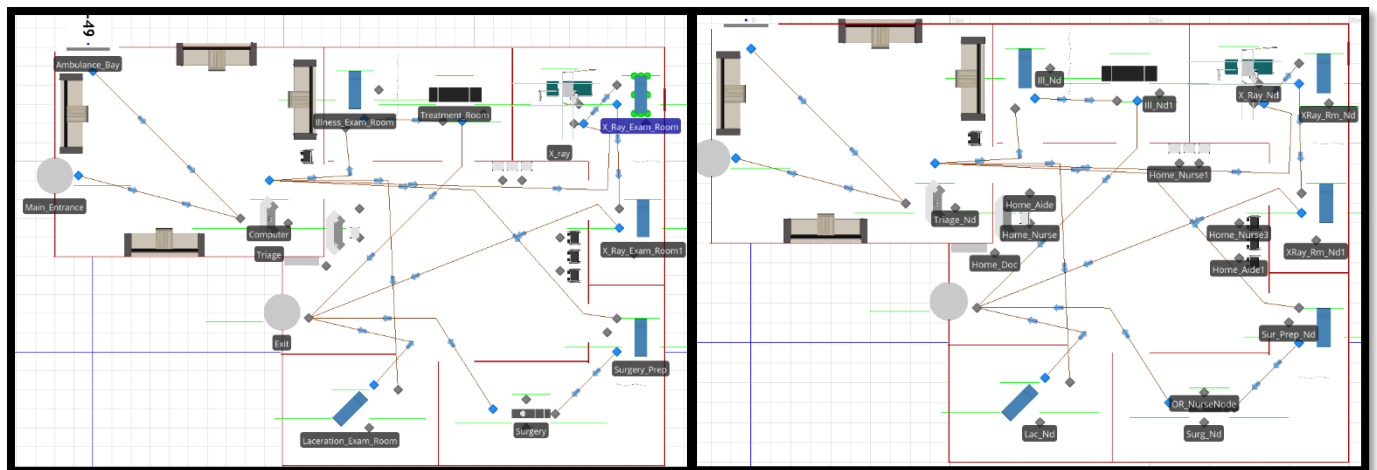 -49
Ambulance_Bay
Illness_Exam_Room
Treatment_Room
X_Ray_Exam_Room
X_ray
Main_Entrance
Computer
Triage
X_Ray_Exam_Room1
Exit
Surgery_Prep
Surgery
Laceration_Exam_Room
Ill_Nd
Ill_Nd1
X_Ray_Nd
XRay_Rm_Nd
Home_Nurse1
Home_Aide
Triage_Nd
Home_Nurse
Home_Nurse3
XRay_Rm_Nd1
Home_Doc
Home_Aide1
Sur_Prep_Nd
OR_NurseNode
Lac_Nd
Surg_Nd